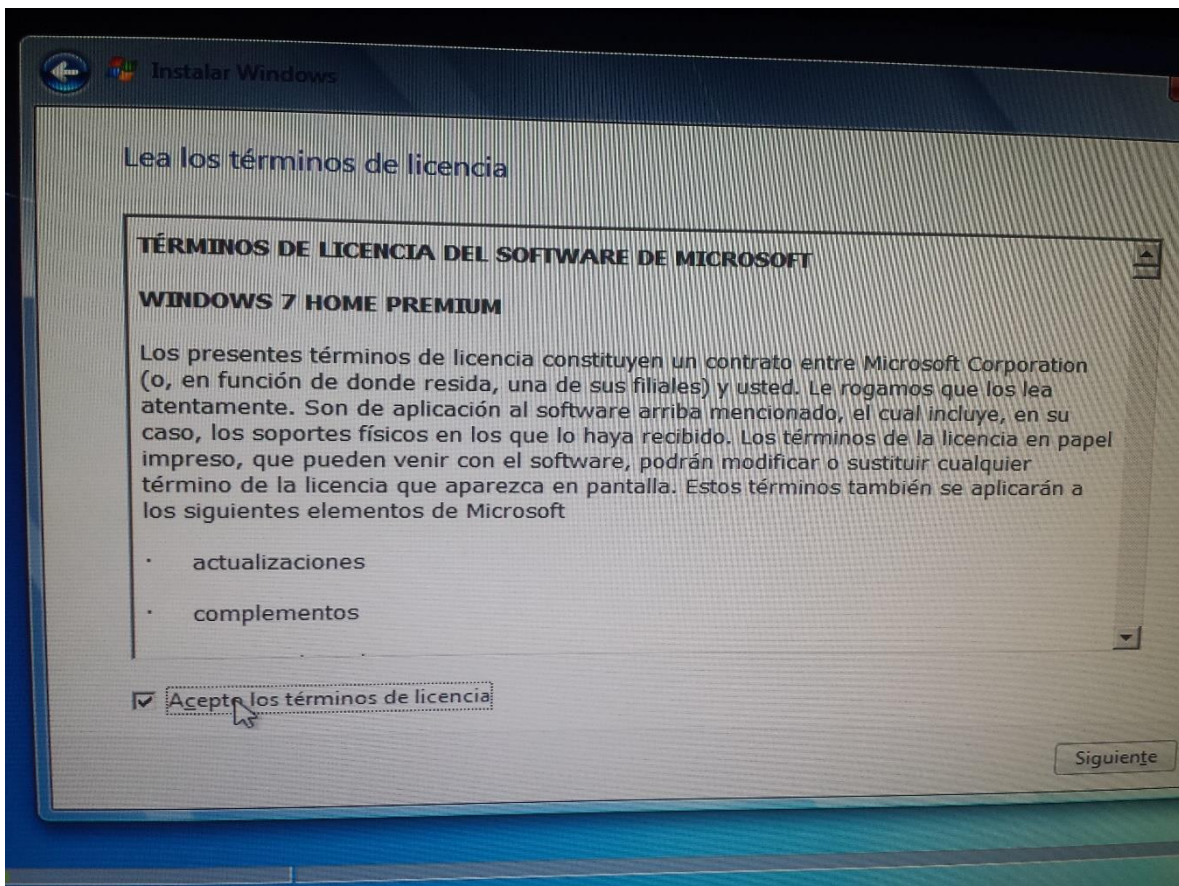 Instalar Windows
Lea los términos de licencia
TÉRMINOS DE LICENCIA DEL SOFTWARE DE MICROSOFT
WINDOWS 7 HOME PREMIUM
Los presentes términos de licencia constituyen un contrato entre Microsoft Corporation
(o, en función de donde resida, una de sus filiales) y usted. Le rogamos que los lea
atentamente. Son de aplicación al software arriba mencionado, el cual incluye, en su
caso, los soportes físicos en los que lo haya recibido. Los términos de la licencia en papel
impreso, que pueden venir con el software, podrán modificar o sustituir cualquier
término de la licencia que aparezca en pantalla. Estos términos también se aplicarán a
los siguientes elementos de Microsoft
· actualizaciones
· complementos
Acepto los términos de licencia
Siguiente